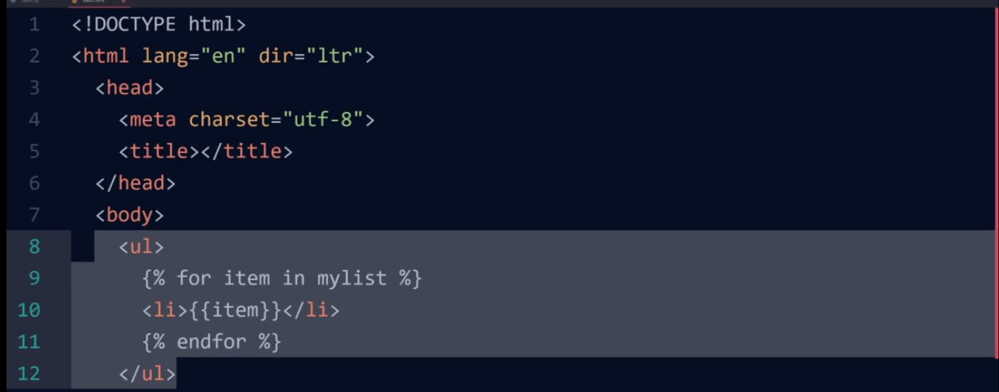 1 <!DOCTYPE html>
2 <html lang="en" dir="ltr">
3 <head>
4 <meta charset="utf-8">
5 <title></title>
6 </head>
7 <body>
8 <ul>
9 {% for item in mylist %}
10 <li>{{item}}</li>
11 {% endfor %}
12 </ul>